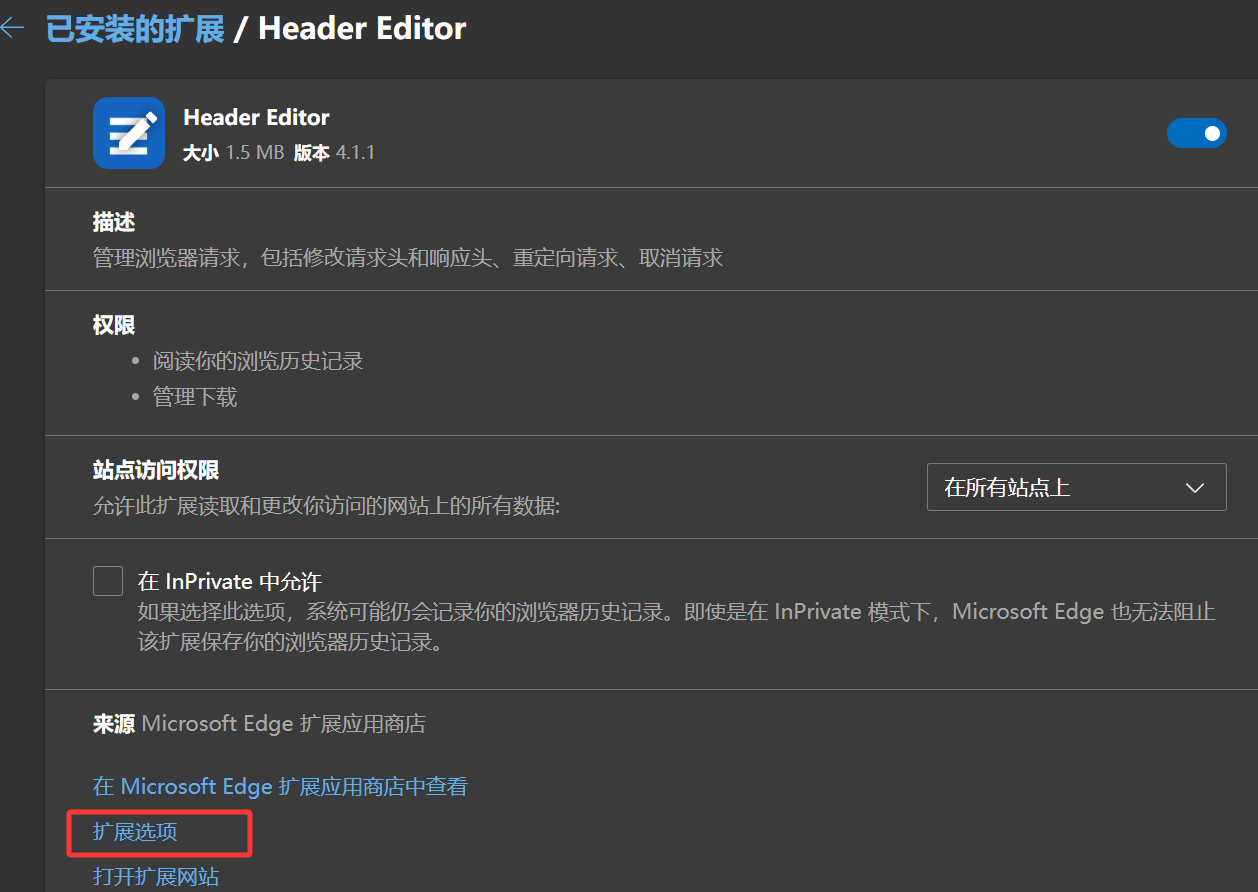 已安装的扩展 / Header Editor
Header Editor
大小 1.5 MB 版本 4.1.1
描述
管理浏览器请求，包括修改请求头和响应头、重定向请求、取消请求
权限
阅读你的浏览历史记录
管理下载
站点访问权限
允许此扩展读取和更改你访问的网站上的所有数据:
在所有站点上
在 InPrivate 中允许
如果选择此选项，系统可能仍会记录你的浏览器历史记录。即使是在 InPrivate 模式下，Microsoft Edge 也无法阻止
该扩展保存你的浏览器历史记录。
来源 Microsoft Edge 扩展应用商店
在 Microsoft Edge 扩展应用商店中查看
扩展选项
打开扩展网站